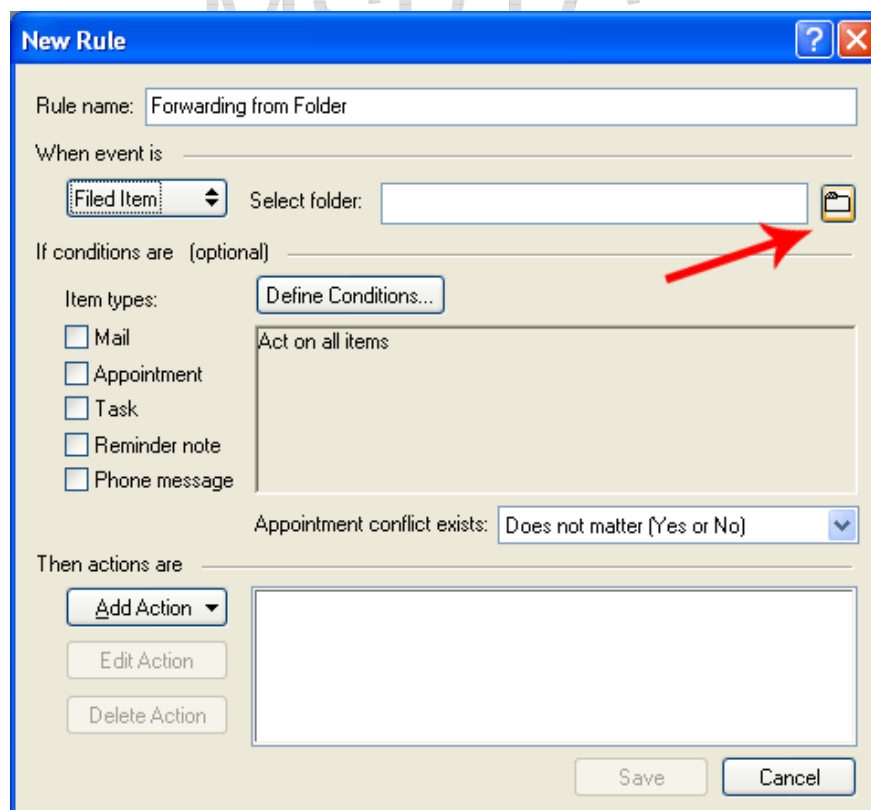 New Rule
Rule name: Forwarding from Folder
When event is
Filed Item Select folder:
If conditions are (optional)
Item types: Define Conditions...
Mail Act on all items
Appointment
Task
Reminder note
Phone message
Appointment conflict exists: Does not matter (Yes or No)
Then actions are
Add Action
Edit Action
Delete Action
Save Cancel